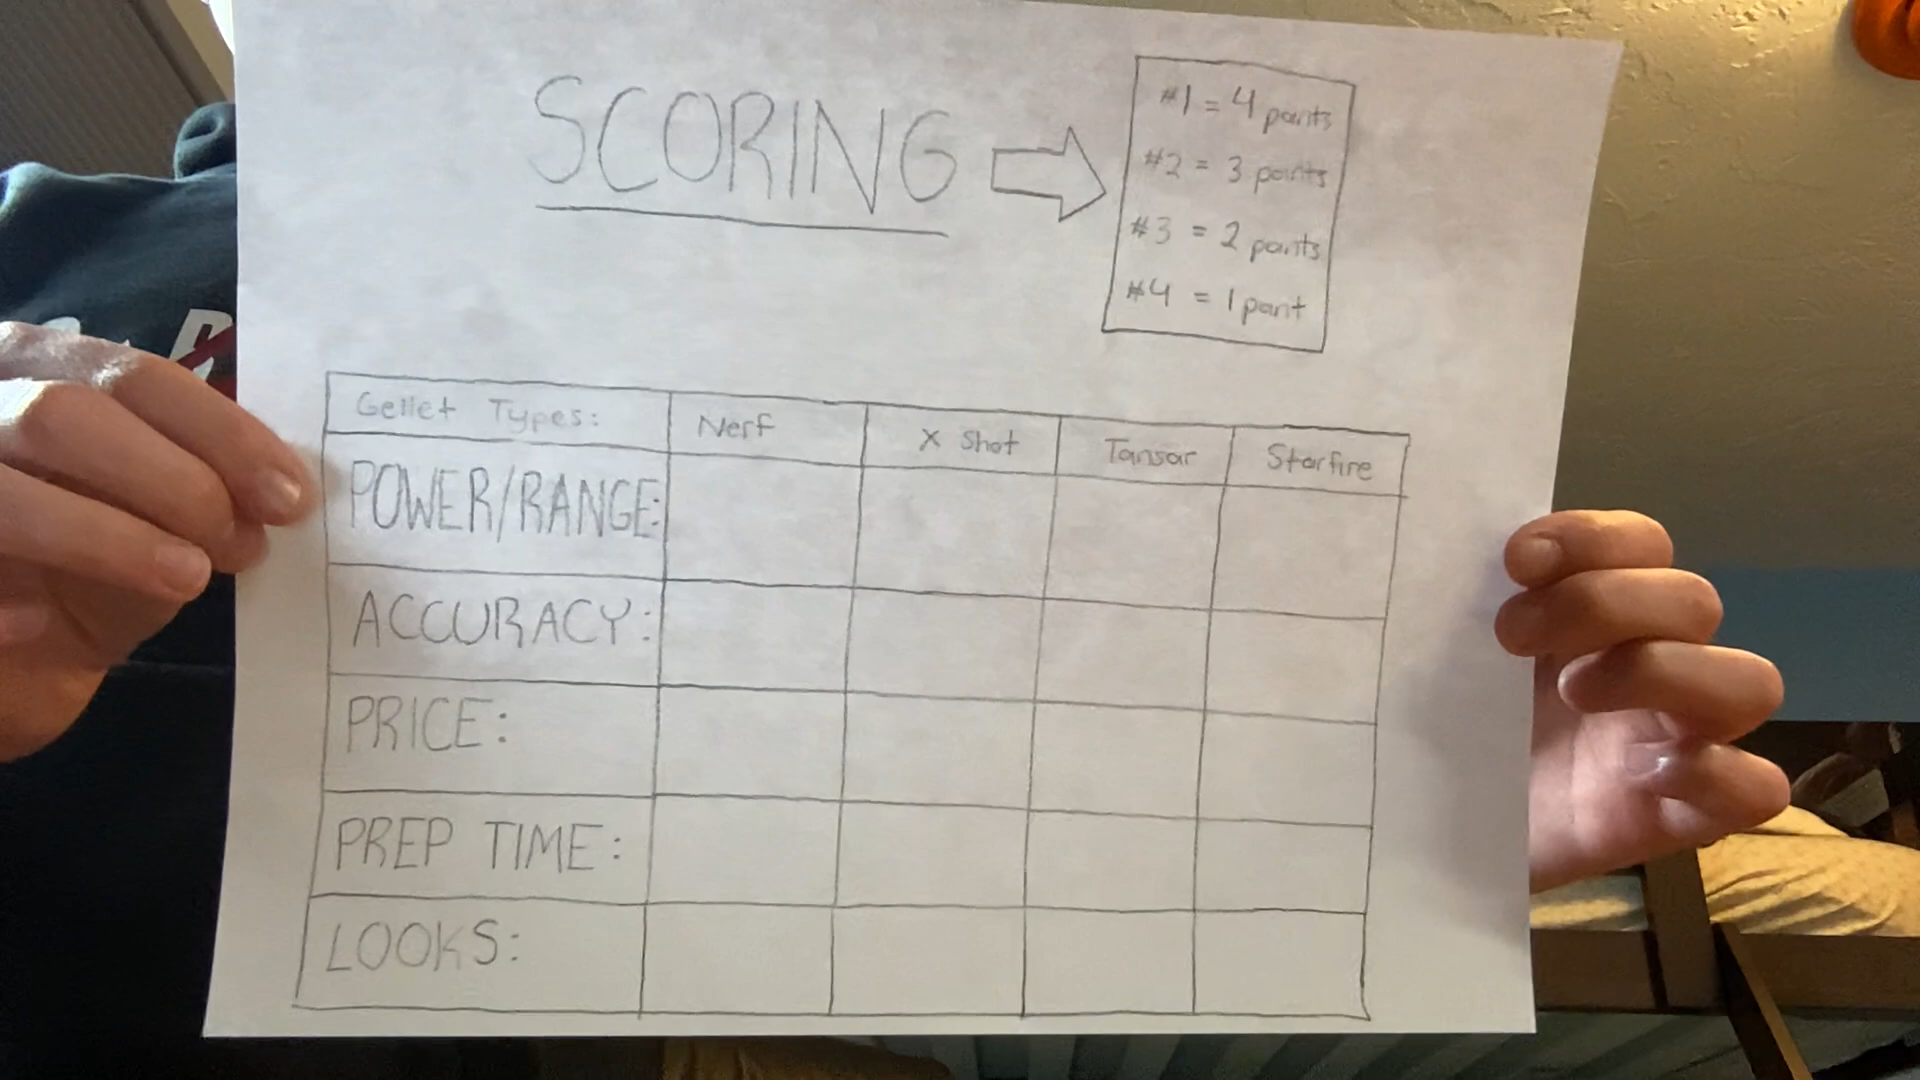 SCORING
#1 = 4 points
#2 = 3 points
#3 = 2 points
#4 = 1 point
Gellet Types: Nerf X Shot Tansar Starfire
POWER/RANGE:
ACCURACY:
PRICE:
PREP TIME:
LOOKS: